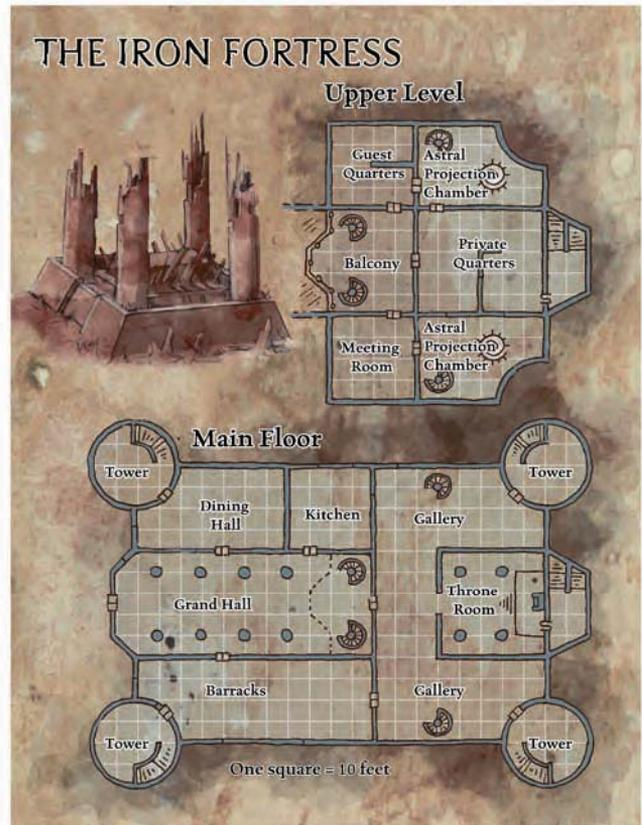 THE IRON FORTRESS
Upper Level
Guest
Quarters
Astral
Projection
Chamber
Balcony
Private
Quarters
Meeting
Room
Astral
Projection
Chamber
Main Floor
Tower
Tower
Dining
Hall
Kitchen
Gallery
Grand Hall
Throne
Room
Barracks
Gallery
Tower
Tower
One square = 10 feet